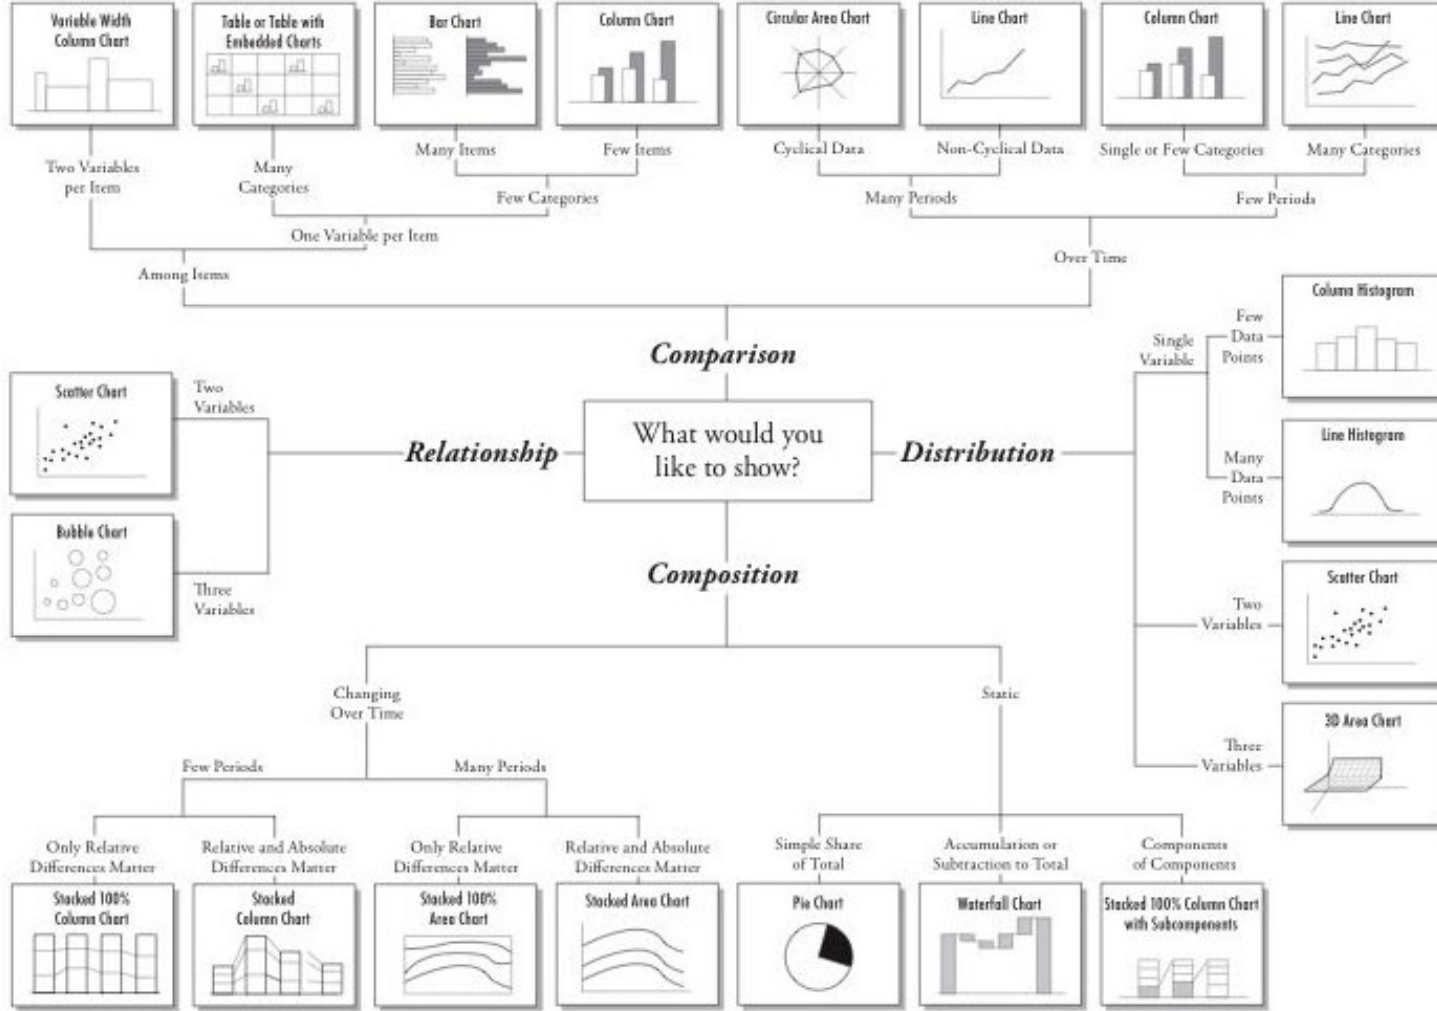 Variable Width
Column Chart
Table or Table with
Embedded Charts
Bar Chart
Column Chart
Circular Area Chart
Line Chart
Column Chart
Line Chart
Two Variables
per Item
Many
Categories
Many Items
Few Items
Cyclical Data
Non-Cyclical Data
Single or Few Categories
Many Categories
Few Categories
Many Periods
Few Periods
One Variable per Item
Among Items
Over Time
Comparison
What would you
like to show?
Relationship
Two
Variables
Scatter Chart
Three
Variables
Bubble Chart
Distribution
Single
Variable
Few
Data
Points
Column Histogram
Many
Data
Points
Line Histogram
Two
Variables
Scatter Chart
Three
Variables
3D Area Chart
Composition
Changing
Over Time
Static
Few Periods
Many Periods
Only Relative
Differences Matter
Relative and Absolute
Differences Matter
Only Relative
Differences Matter
Relative and Absolute
Differences Matter
Simple Share
of Total
Accumulation or
Subtraction to Total
Components
of Components
Stacked 100%
Column Chart
Stacked
Column Chart
Stacked 100%
Area Chart
Stacked Area Chart
Pie Chart
Waterfall Chart
Stacked 100% Column Chart
with Subcomponents